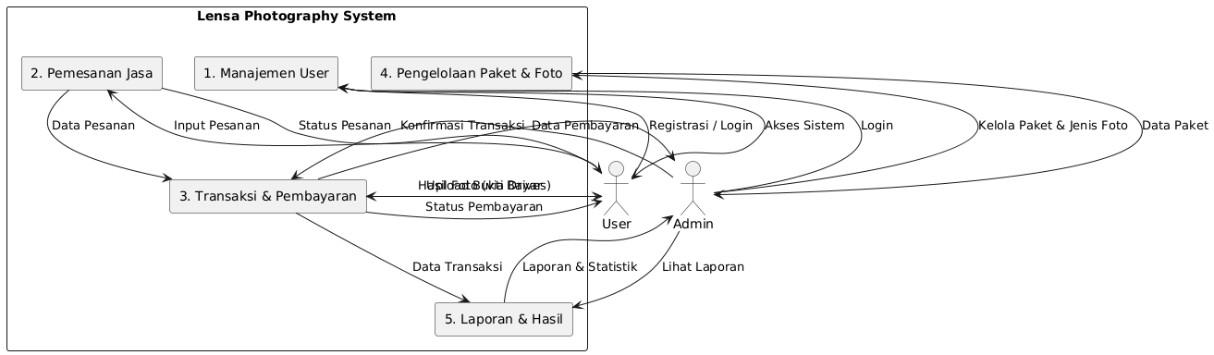 Lensa Photography System
2. Pemesanan Jasa
1. Manajemen User
4. Pengelolaan Paket & Foto
Data Pesanan
Input Pesanan
Status Pesanan
Konfirmasi Transaksi
Data Pembayaran
Registrasi / Login
Akses Sistem
Login
Kelola Paket & Jenis Foto
Data Paket
3. Transaksi & Pembayaran
Status Pembayaran
User
Admin
Data Transaksi
Laporan & Statistik
Lihat Laporan
5. Laporan & Hasil